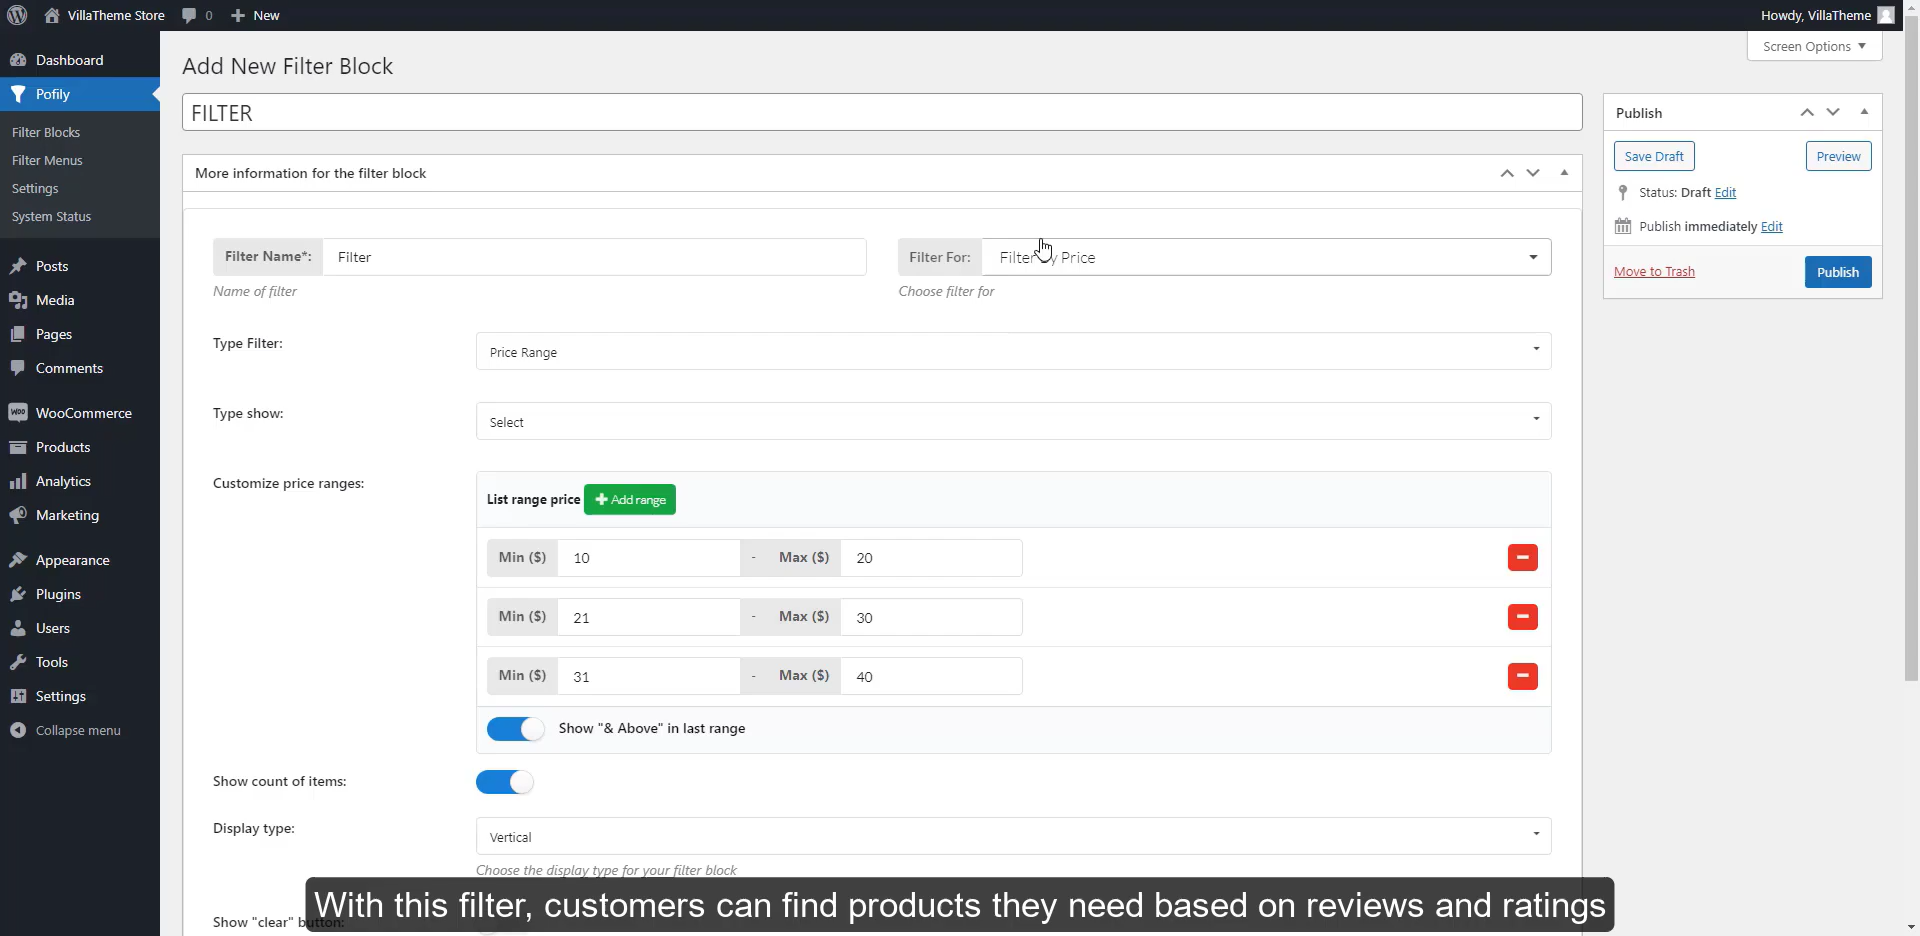 VillaTheme Store
0
New
Howdy, VillaTheme
Screen Options
Dashboard
Pofily
Filter Blocks
Filter Menus
Settings
System Status
Posts
Media
Pages
Comments
WooCommerce
Products
Analytics
Marketing
Appearance
Plugins
Users
Tools
Settings
Collapse menu
Add New Filter Block
FILTER
More information for the filter block
Filter Name*:
Filter
Name of filter
Filter For:
Filter By Price
Choose filter for
Type Filter:
Price Range
Type show:
Select
Customize price ranges:
List range price
Add range
Min ($) 10 - Max ($) 20
Min ($) 21 - Max ($) 30
Min ($) 31 - Max ($) 40
Show "& Above" in last range
Show count of items:
Display type:
Vertical
Choose the display type for your filter block
Show "clear" button:
Publish
Save Draft
Preview
Status: Draft Edit
Publish immediately Edit
Move to Trash
Publish
With this filter, customers can find products they need based on reviews and ratings